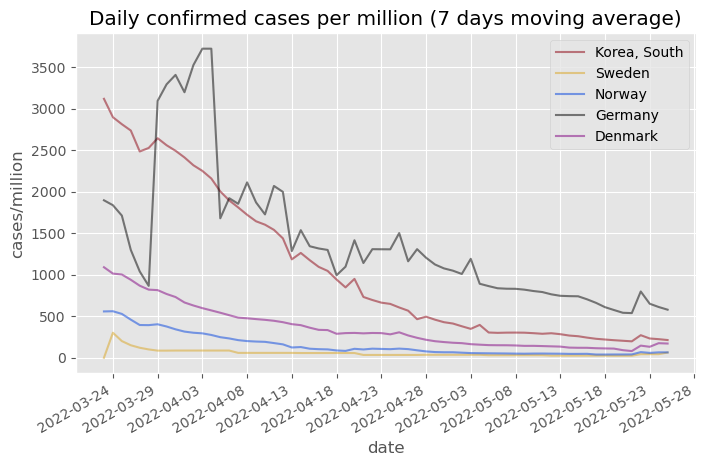 Daily confirmed cases per million (7 days moving average)
cases/million
3500
3000
2500
2000
1500
1000
500
0
Korea, South
Sweden
Norway
Germany
Denmark
2022-03-24
2022-03-29
2022-04-03
2022-04-08
2022-04-13
2022-04-18
2022-04-23
2022-04-28
2022-05-03
2022-05-08
2022-05-13
2022-05-18
2022-05-23
2022-05-28
date